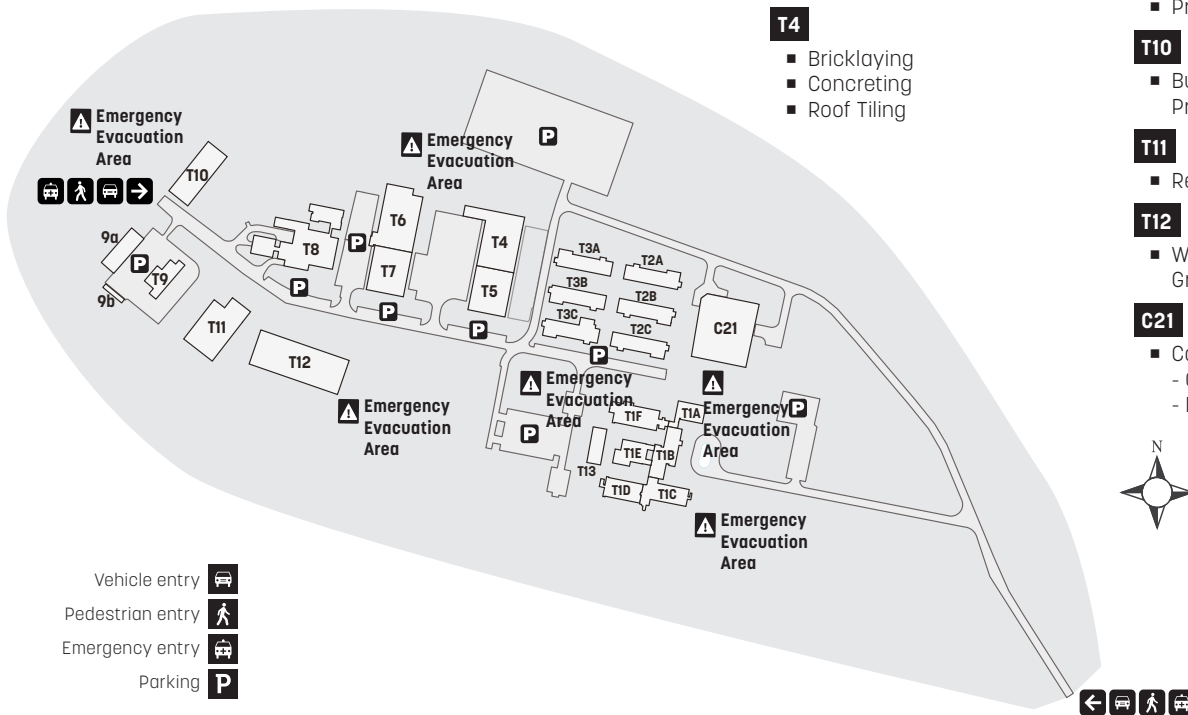 T4
Bricklaying
Concreting
Roof Tiling
T10
T11
T12
C21
N
Emergency
Evacuation
Area
T10
Emergency
Evacuation
Area
P
T6
T8
P
T7
T4
T5
9a
P
T9
9b
P
P
P
T11
T12
T3A
T2A
T3B
T2B
T3C
T2C
C21
P
Emergency
Evacuation
Area
Emergency
Evacuation
Area
Emergency
Evacuation
Area
P
P
T1F
T1A
T1E
T1B
T13
T1D
T1C
Emergency
Evacuation
Area
Vehicle entry
Pedestrian entry
Emergency entry
Parking P